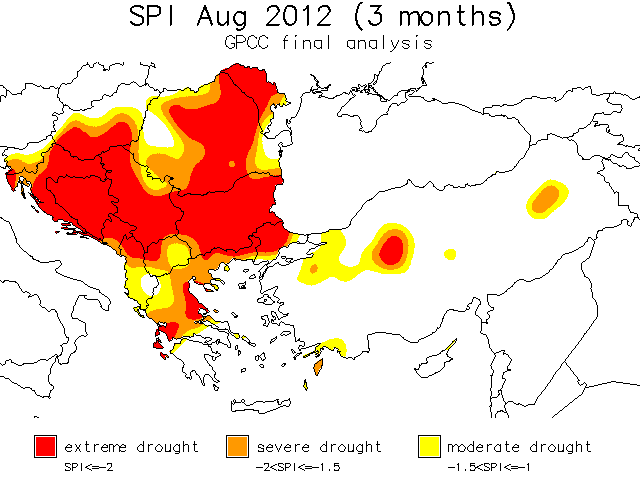 SPI Aug 2012 (3 months)
GPCC final analysis
extreme drought severe drought moderate drought
SPI<=-2 -2<SPI<=-1.5 -1.5<SPI<=-1